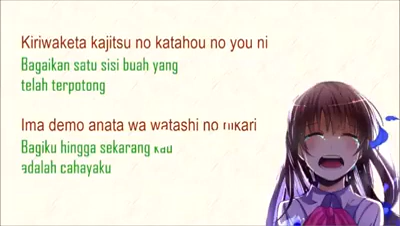 Kiriwaketa kajitsu no katahou no you ni
Bagaikan satu sisi buah yang
telah terpotong
Ima demo anata wa watashi no hikari
Bagiku hingga sekarang kau
adalah cahayaku